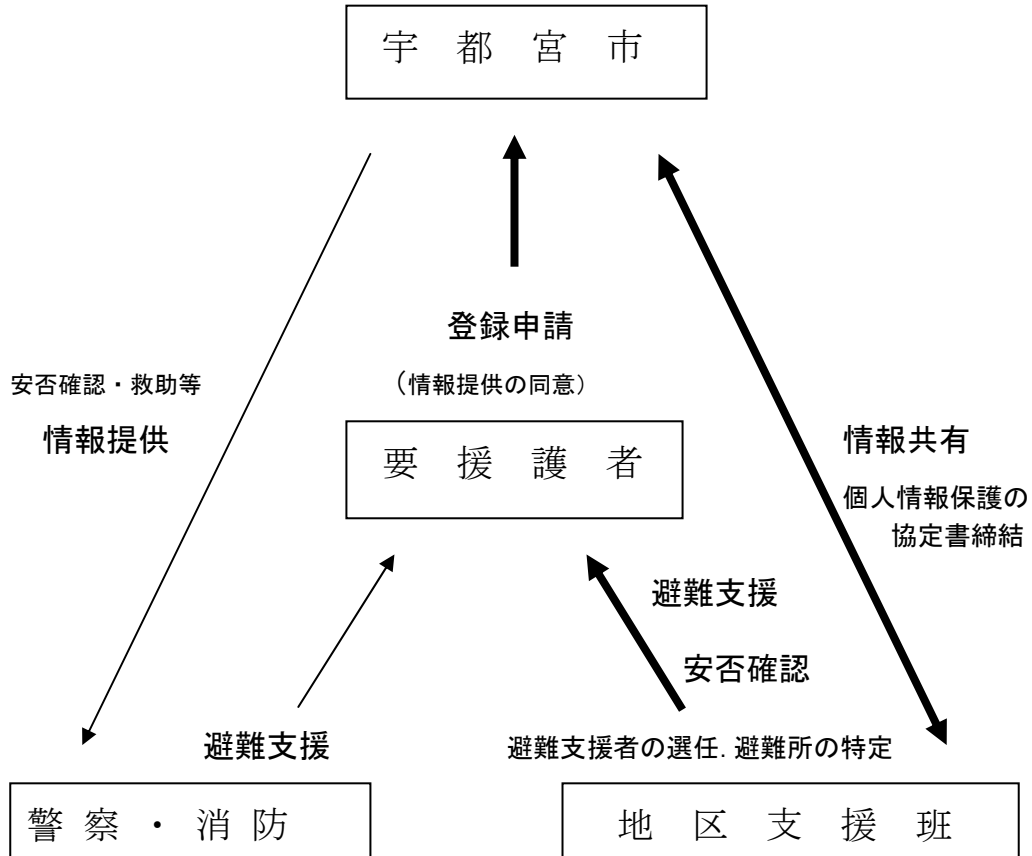 宇都宮市
登録申請
（情報提供の同意）
安否確認・救助等
情報提供
情報共有
個人情報保護の
協定書締結
要援護者
避難支援
安否確認
避難支援
避難支援者の選任.避難所の特定
警察・消防
地区支援班